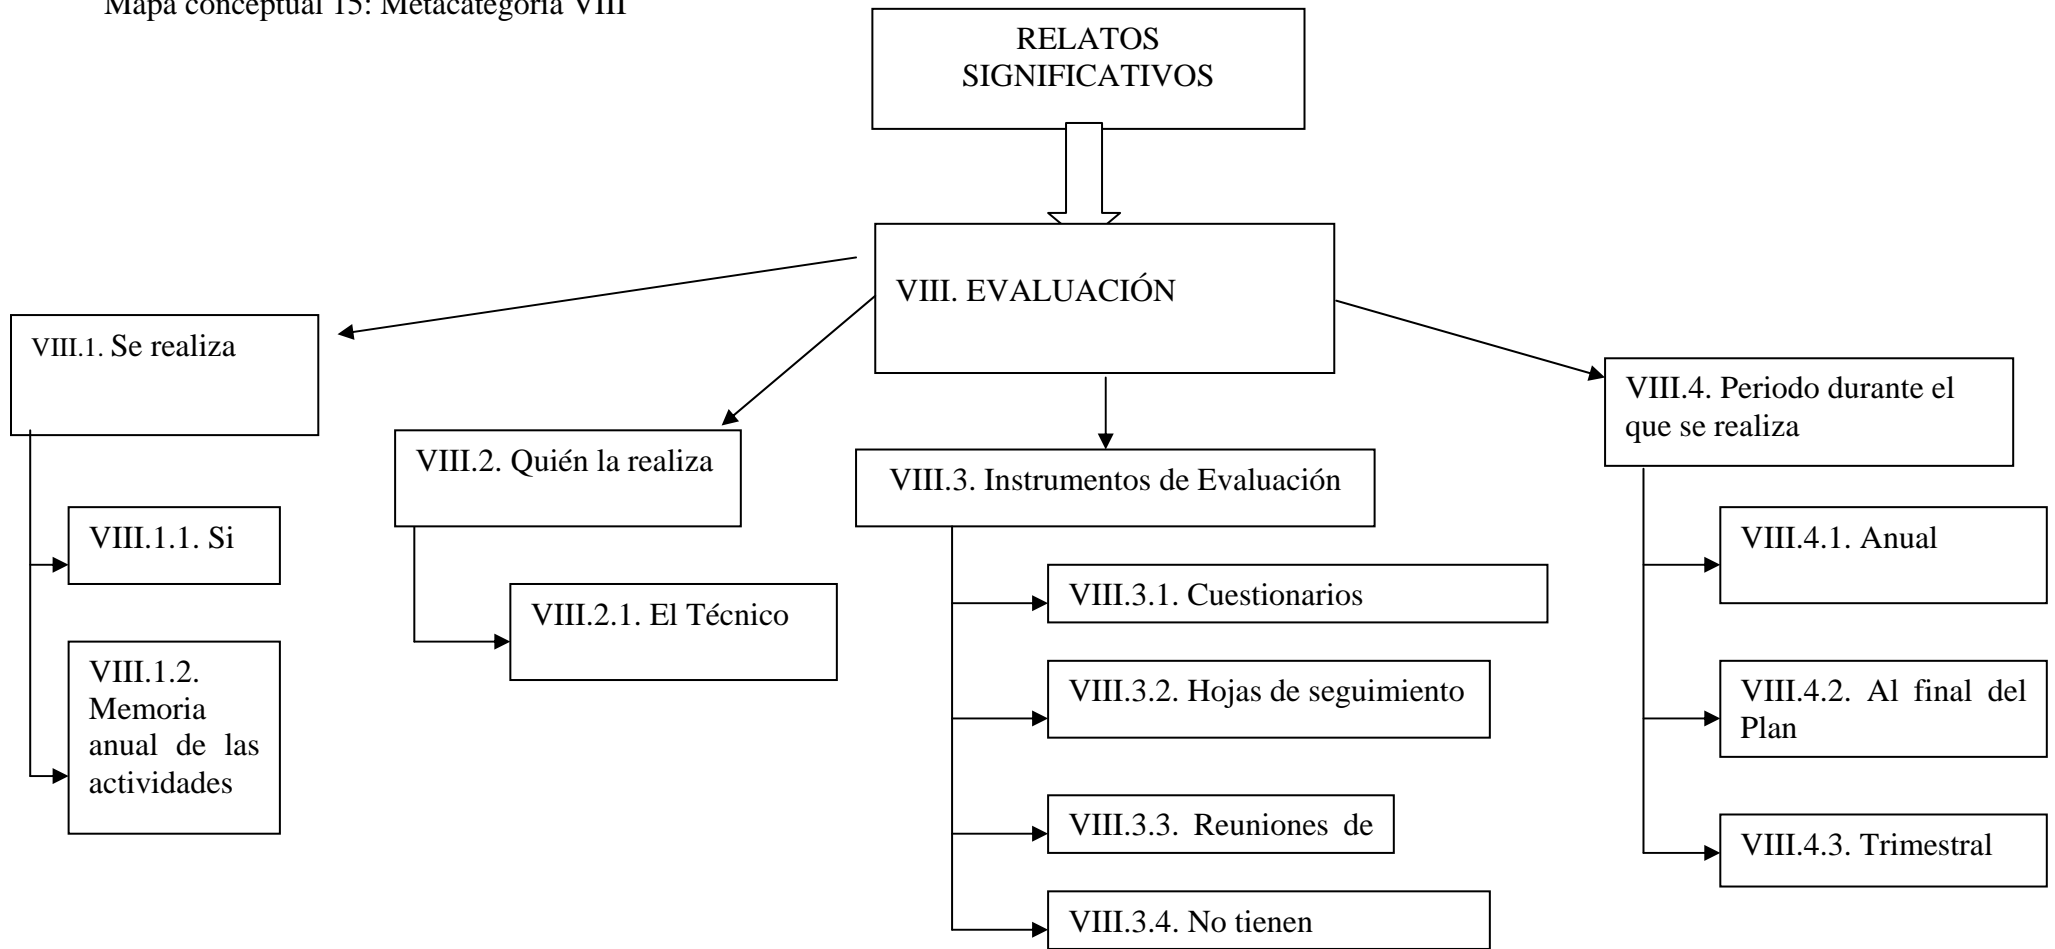 Mapa conceptual 15: Metacategoría VIII
RELATOS
SIGNIFICATIVOS
VIII. EVALUACIÓN
VIII.1. Se realiza
VIII.1.1. Si
VIII.1.2.
Memoria
anual de las
actividades
VIII.2. Quién la realiza
VIII.2.1. El Técnico
VIII.3. Instrumentos de Evaluación
VIII.3.1. Cuestionarios
VIII.3.2. Hojas de seguimiento
VIII.3.3. Reuniones de
VIII.3.4. No tienen
VIII.4. Periodo durante el
que se realiza
VIII.4.1. Anual
VIII.4.2. Al final del
Plan
VIII.4.3. Trimestral